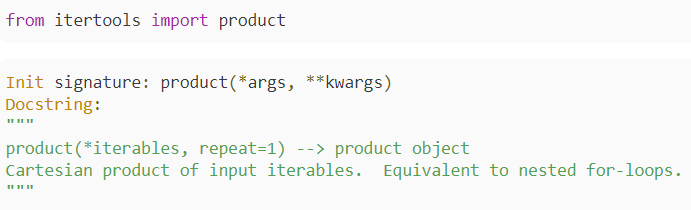 from itertools import product
Init signature: product(*args, **kwargs)
Docstring:
"""
product(*iterables, repeat=1) --> product object
Cartesian product of input iterables.  Equivalent to nested for-loops.
"""